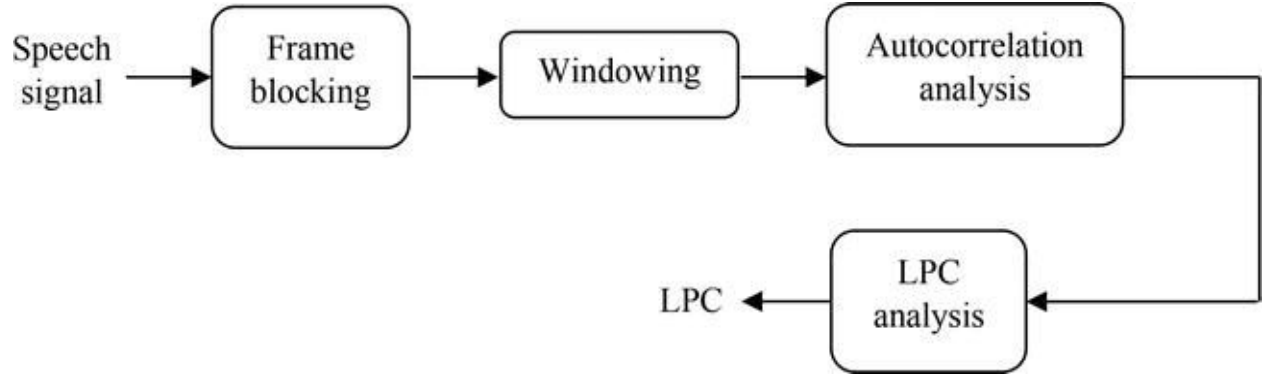 Speech
signal
Frame
blocking
Windowing
Autocorrelation
analysis
LPC
analysis
LPC